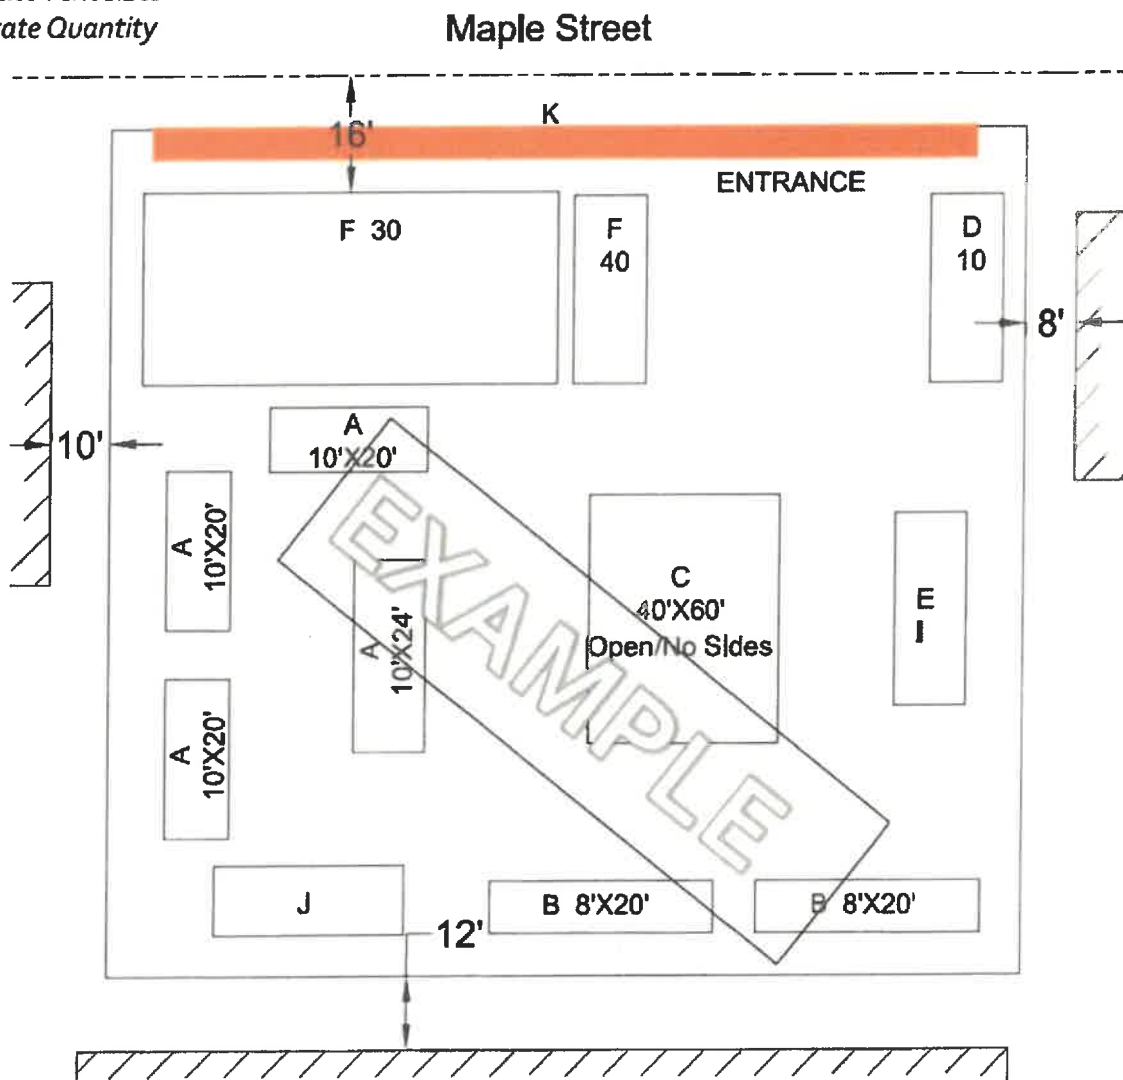 rate Quantity
Maple Street
K
16'
ENTRANCE
F 30
F
40
D
10
8'
10'
A
10'X20'
A
10'X20'
A
10'X24'
C
40'X60'
Open/No Sides
E
I
A
10'X20'
EXAMPLE
J
B 8'X20'
B 8'X20'
12'